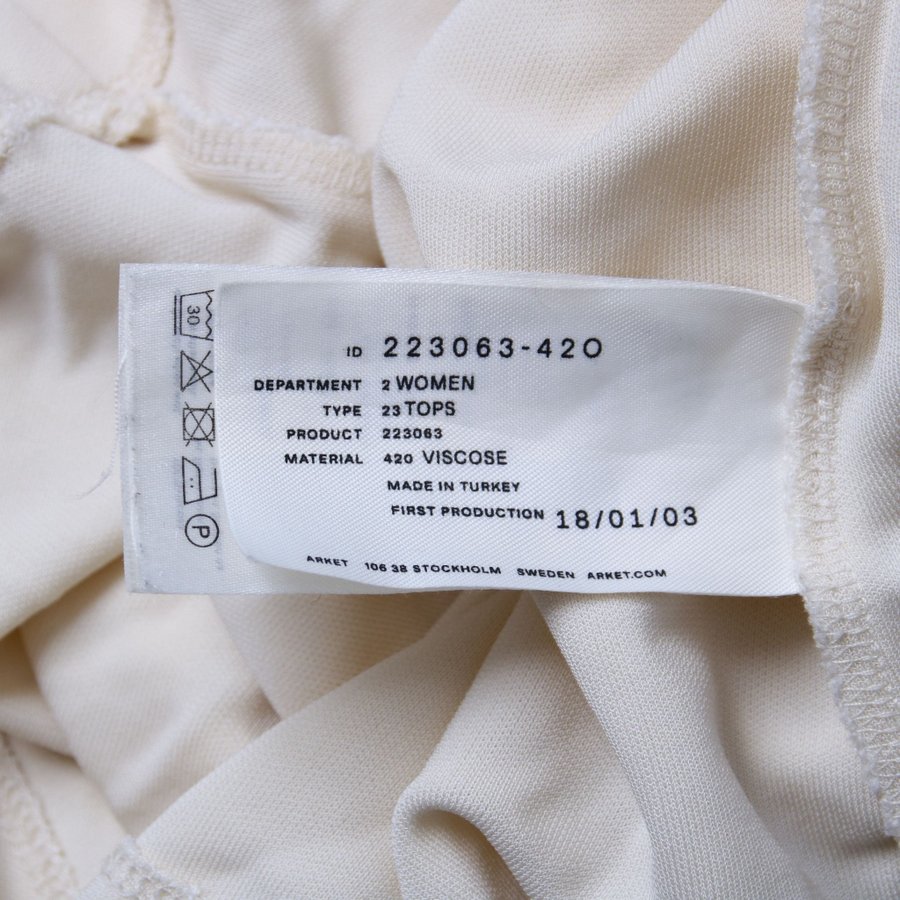 ID 223063-420
DEPARTMENT 2 WOMEN
TYPE 23 TOPS
PRODUCT 223063
MATERIAL 420 VISCOSE
MADE IN TURKEY
FIRST PRODUCTION 18/01/03
ARKET 106 38 STOCKHOLM SWEDEN ARKET.COM
30
P